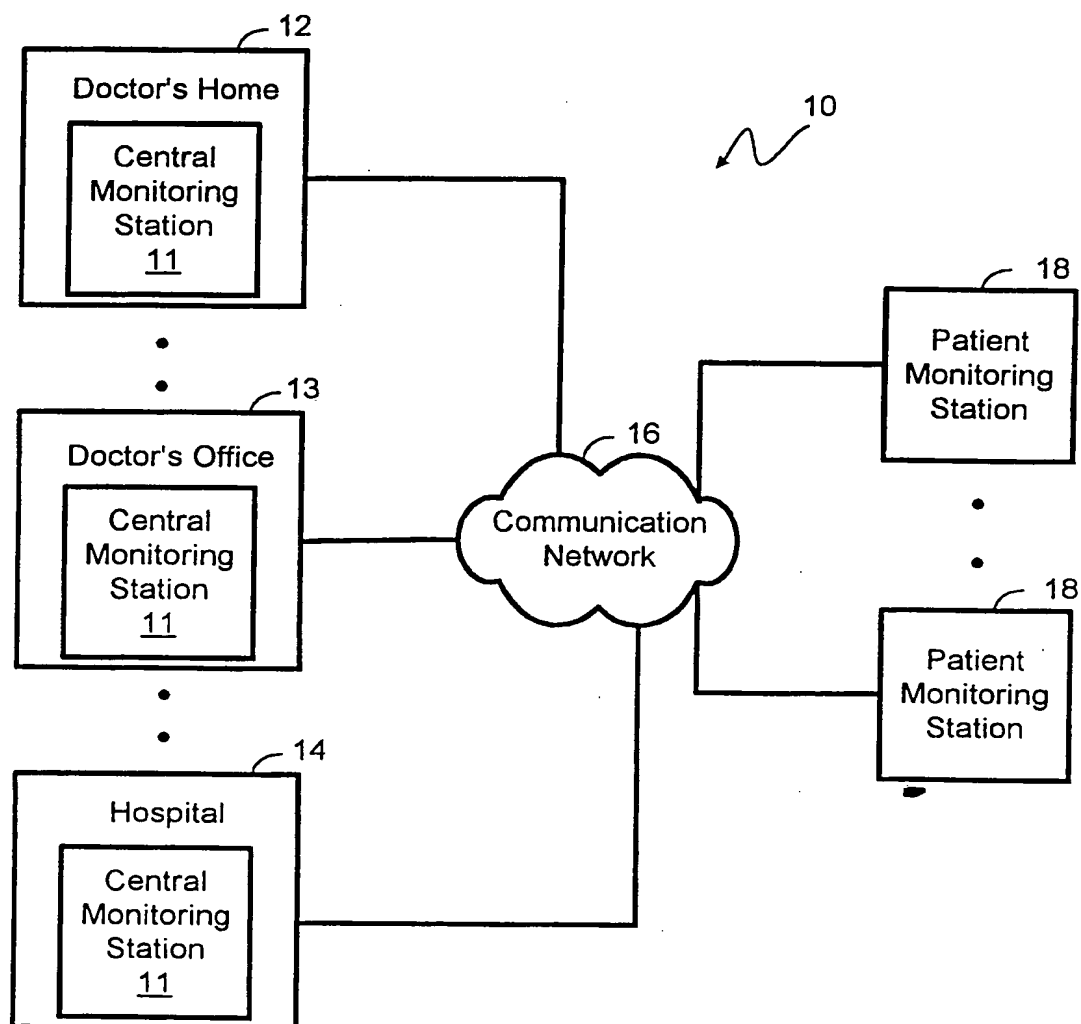 12
Doctor's Home
Central
Monitoring
Station
11
10
13
Doctor's Office
Central
Monitoring
Station
11
14
Hospital
Central
Monitoring
Station
11
16
Communication
Network
18
Patient
Monitoring
Station
18
Patient
Monitoring
Station